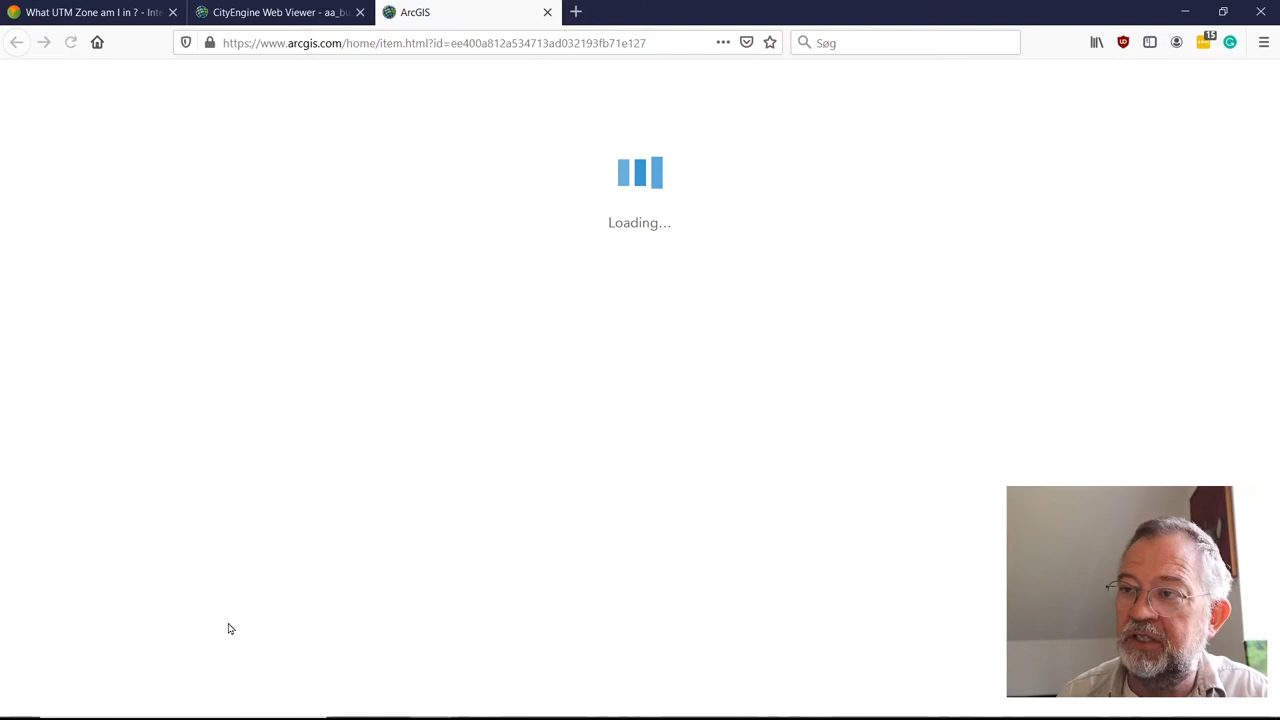 What UTM Zone am I in ? - Inte
CityEngine Web Viewer - aa_bu
ArcGIS
https://www.arcgis.com/home/item.html?id=ee400a812a534713ad032193fb71e127
Søg
15
Loading...